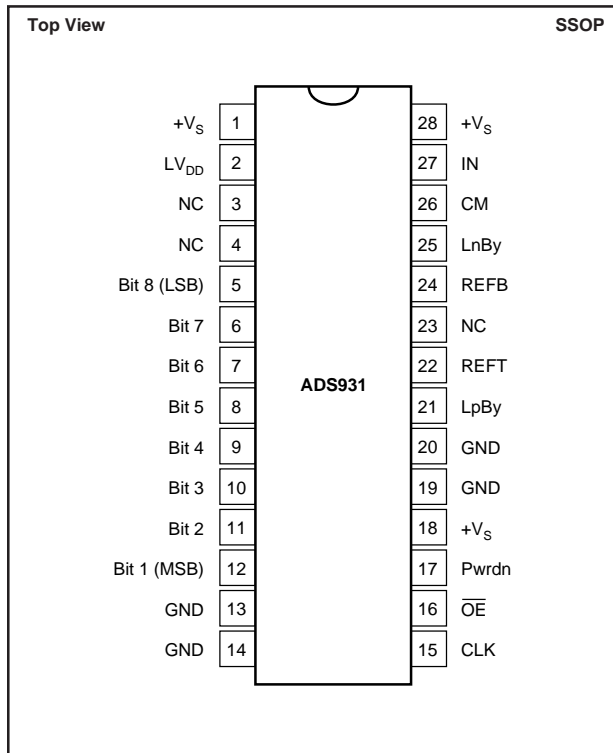 Top View SSOP
+VS 1 28 +VS
LVDD 2 27 IN
NC 3 26 CM
NC 4 25 LnBy
Bit 8 (LSB) 5 24 REFB
Bit 7 6 23 NC
Bit 6 7 22 REFT
ADS931
Bit 5 8 21 LpBy
Bit 4 9 20 GND
Bit 3 10 19 GND
Bit 2 11 18 +VS
Bit 1 (MSB) 12 17 Pwrdn
GND 13 16 O̅E̅
GND 14 15 CLK